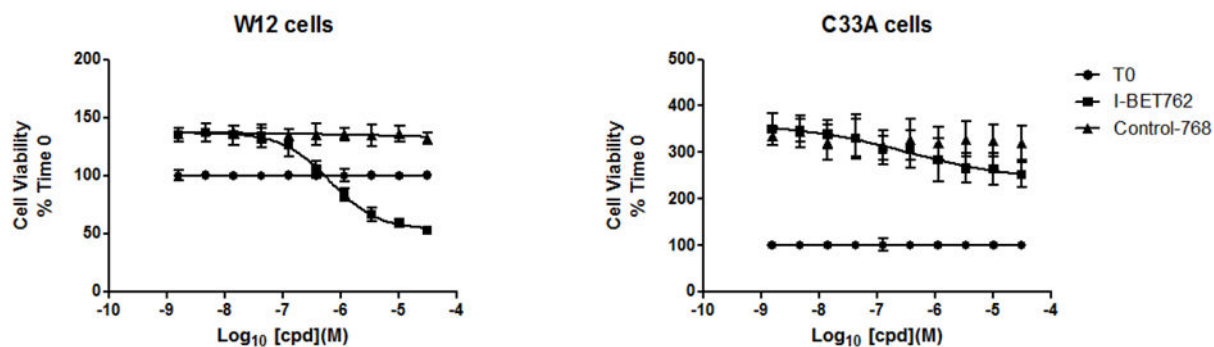 W12 cells
200
150
100
50
0
Cell Viability
% Time 0
-10 -9 -8 -7 -6 -5 -4
Log10 [cpd](M)
C33A cells
500
400
300
200
100
0
Cell Viability
% Time 0
-10 -9 -8 -7 -6 -5 -4
Log10 [cpd](M)
T0
I-BET762
Control-768